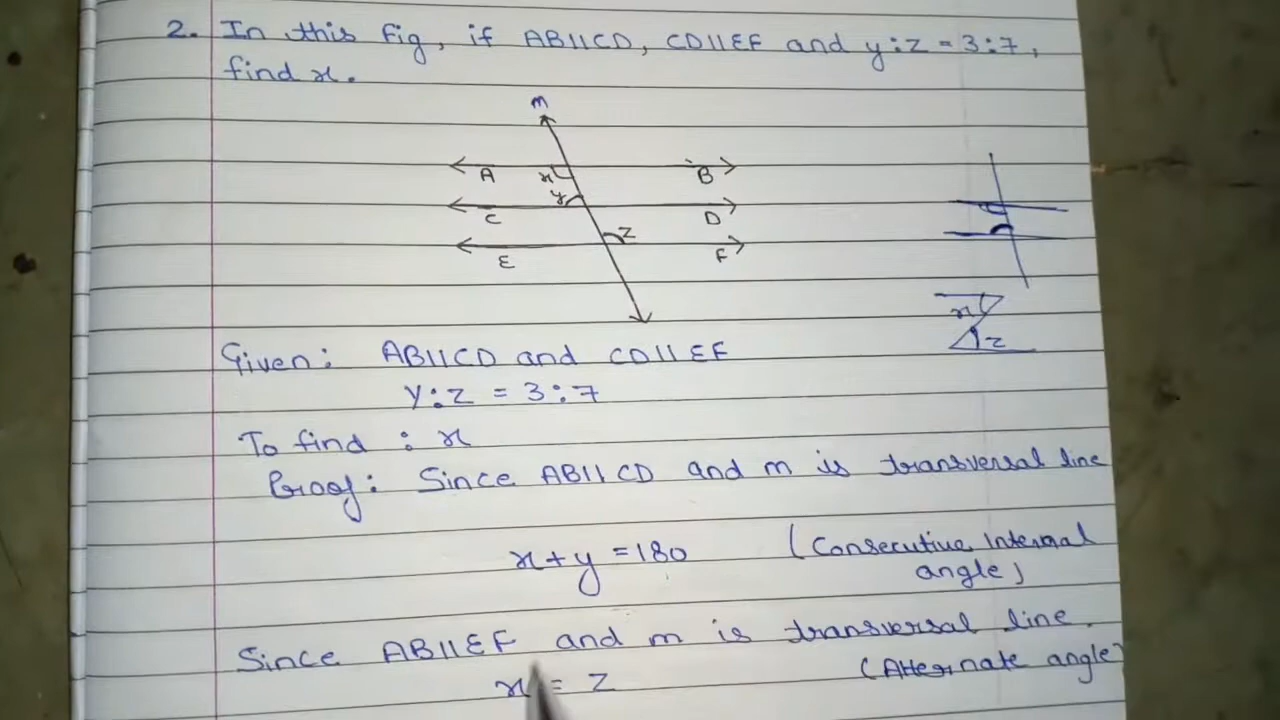 2. In this fig, if AB||CD, CD||EF and y:z = 3:7,
find x.
m
A
x
B
y
C
D
z
E
F
x
z
Given: AB||CD and CD||EF
Y:Z = 3:7
To find : x
Proof: Since AB||CD and m is transversal line
x+y =180 (Consecutive Internal
angle)
Since AB||EF and m is transversal line.
x = z (Alternate angle)